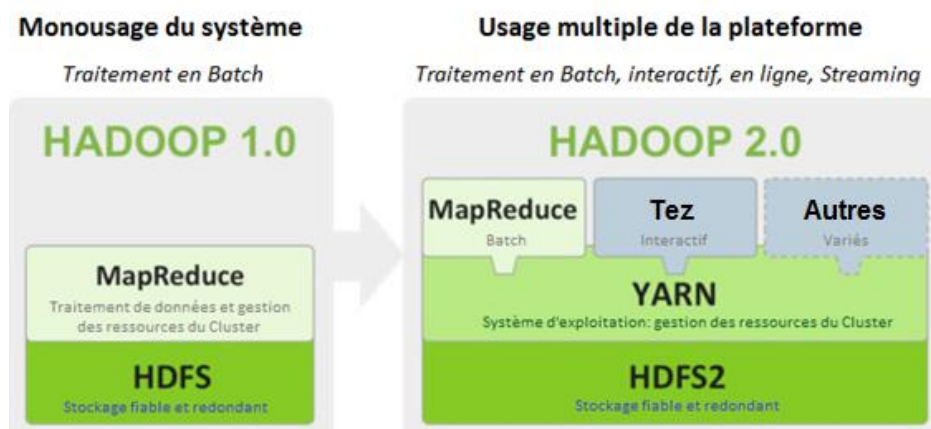 Monousage du système
Traitement en Batch
HADOOP 1.0
MapReduce
Traitement de données et gestion
des ressources du Cluster
HDFS
Stockage fiable et redondant
Usage multiple de la plateforme
Traitement en Batch, interactif, en ligne, Streaming
HADOOP 2.0
MapReduce
Batch
Tez
Interactif
Autres
Variés
YARN
Système d'exploitation: gestion des ressources du Cluster
HDFS2
Stockage fiable et redondant